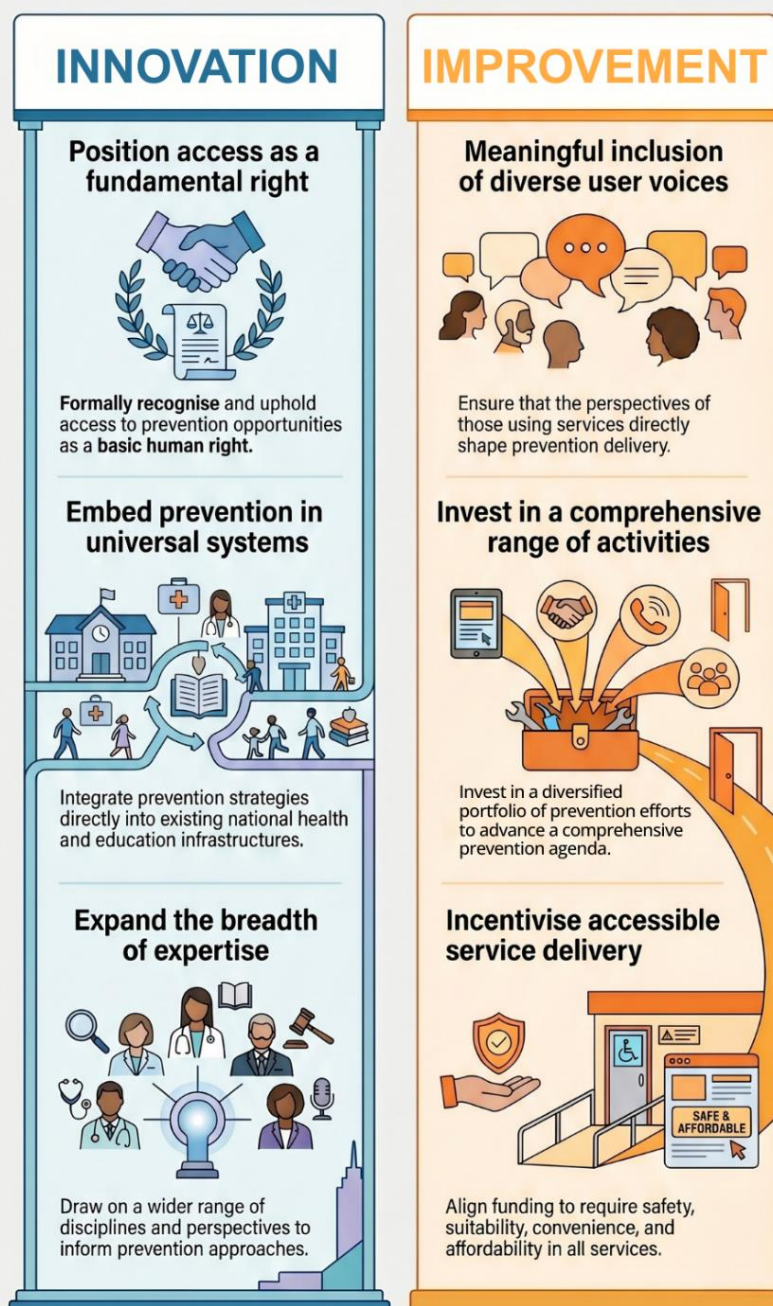 INNOVATION
Position access as a
fundamental right
Formally recognise and uphold
access to prevention opportunities
as a basic human right.
Embed prevention in
universal systems
Integrate prevention strategies
directly into existing national health
and education infrastructures.
Expand the breadth
of expertise
Draw on a wider range of
disciplines and perspectives to
inform prevention approaches.
IMPROVEMENT
Meaningful inclusion
of diverse user voices
Ensure that the perspectives of
those using services directly
shape prevention delivery.
Invest in a comprehensive
range of activities
Invest in a diversified
portfolio of prevention efforts
to advance a comprehensive
prevention agenda.
Incentivise accessible
service delivery
SAFE &
AFFORDABLE
Align funding to require safety,
suitability, convenience, and
affordability in all services.